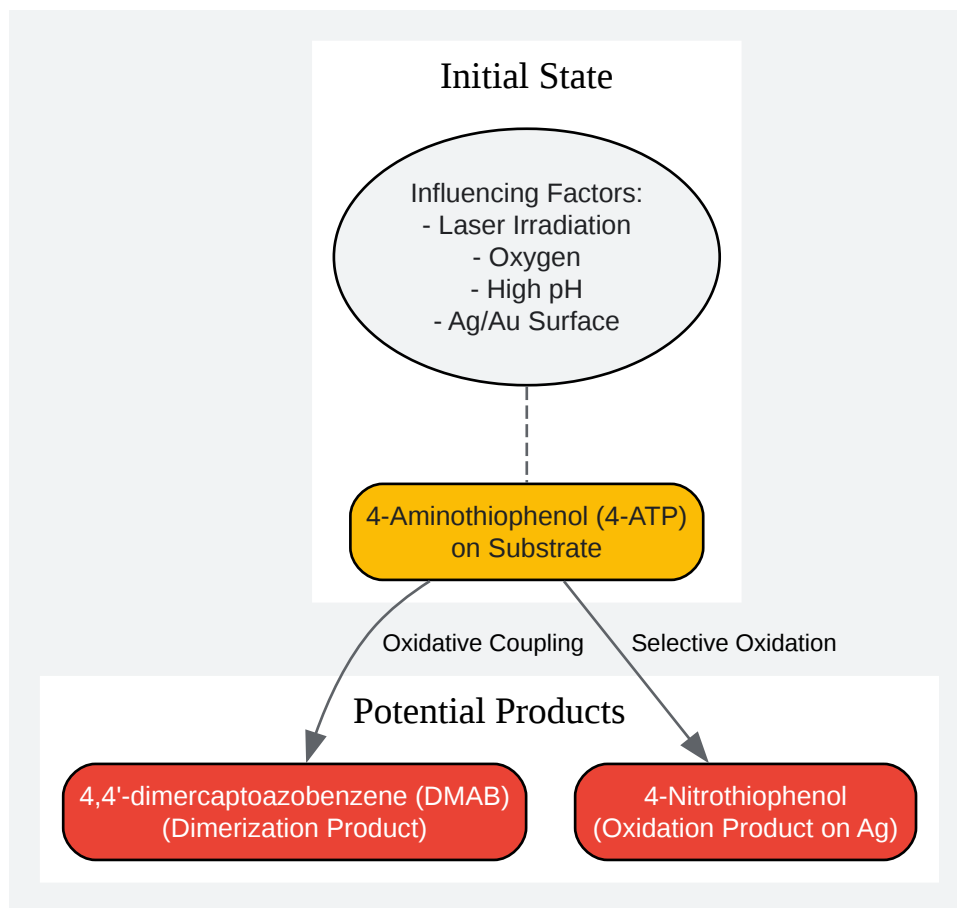 Initial State
Influencing Factors:
- Laser Irradiation
- Oxygen
- High pH
- Ag/Au Surface
4-Aminothiophenol (4-ATP)
on Substrate
Oxidative Coupling
Selective Oxidation
Potential Products
4,4'-dimercaptoazobenzene (DMAB)
(Dimerization Product)
4-Nitrothiophenol
(Oxidation Product on Ag)